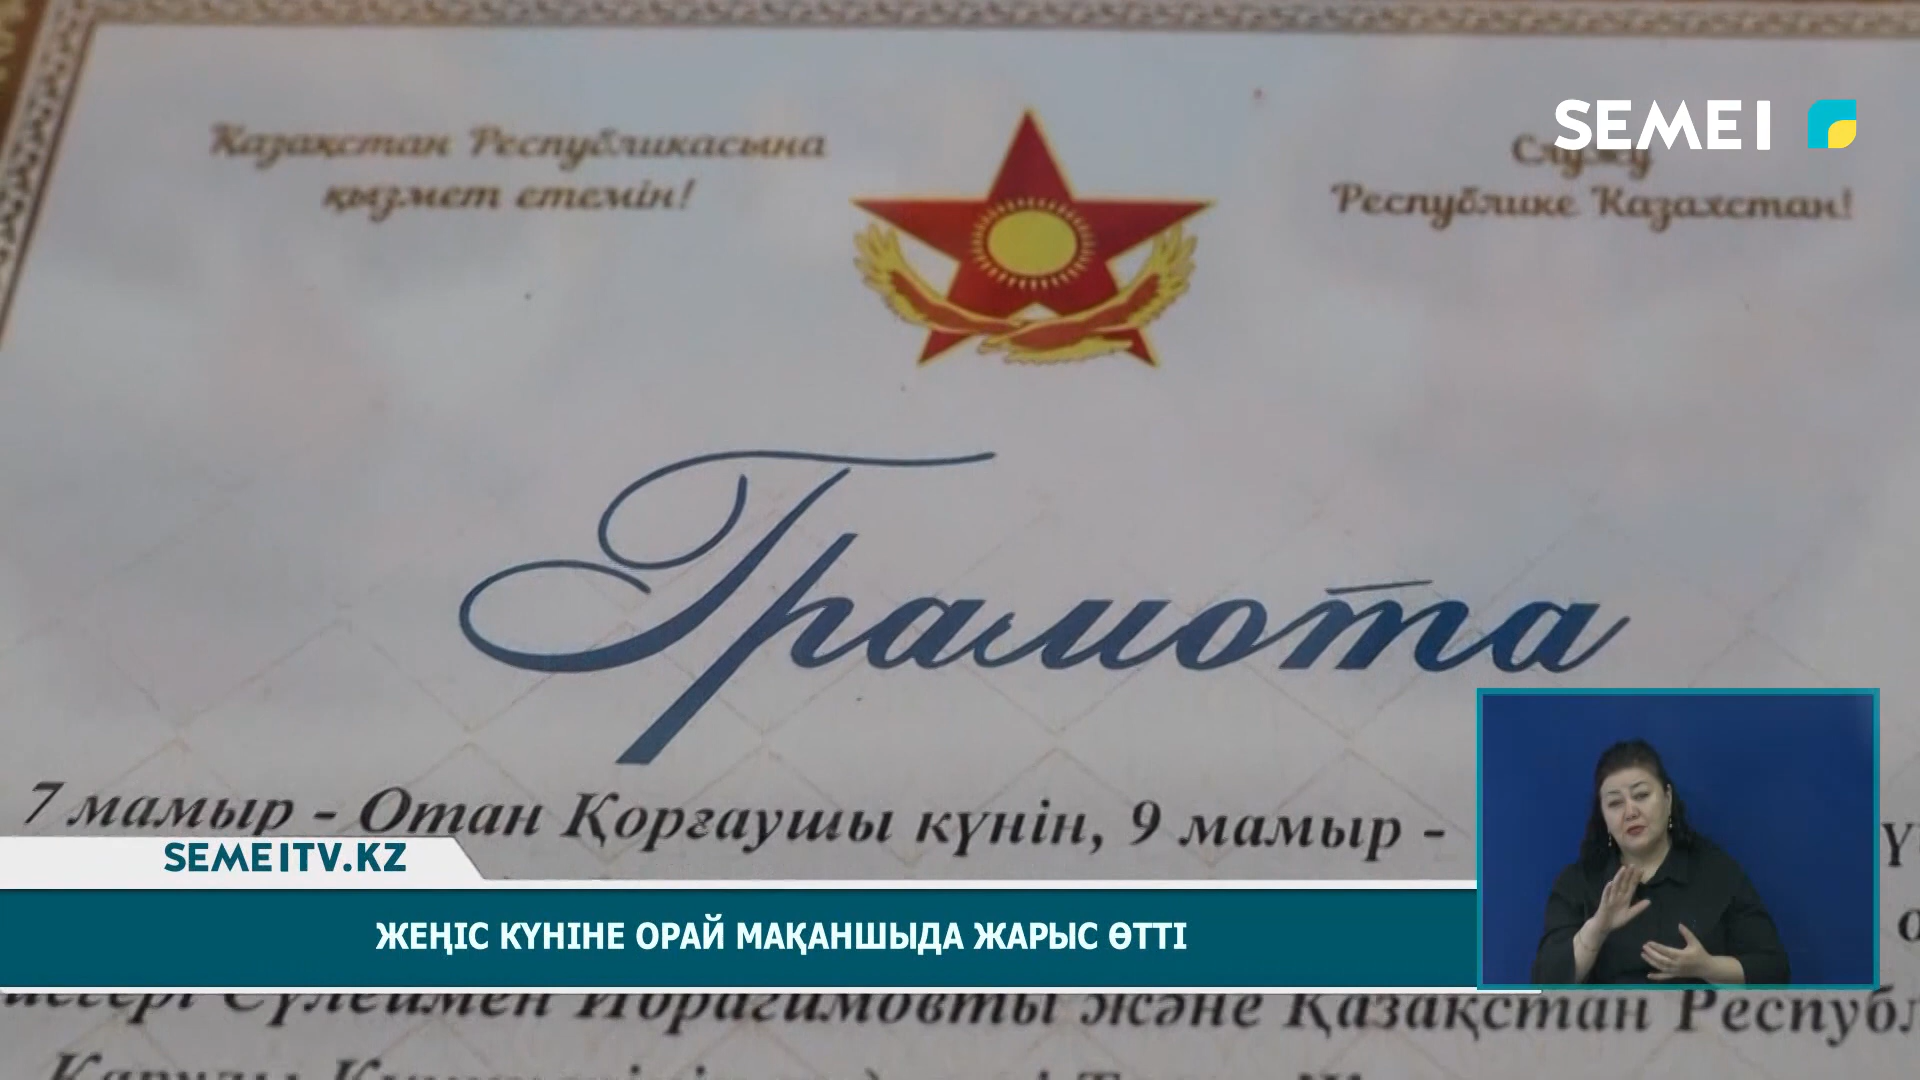 Қазақстан Республикасына
қызмет етемін!
SEMEI
Служу
Республике Казахстан!
Грамота
7 мамыр - Отан Қорғаушы күнін, 9 мамыр -
SEMEITV.KZ
ЖЕҢІС КҮНІНЕ ОРАЙ МАҚАНШЫДА ЖАРЫС ӨТТІ
Сүлеймен Ибрагимовты және Қазақстан